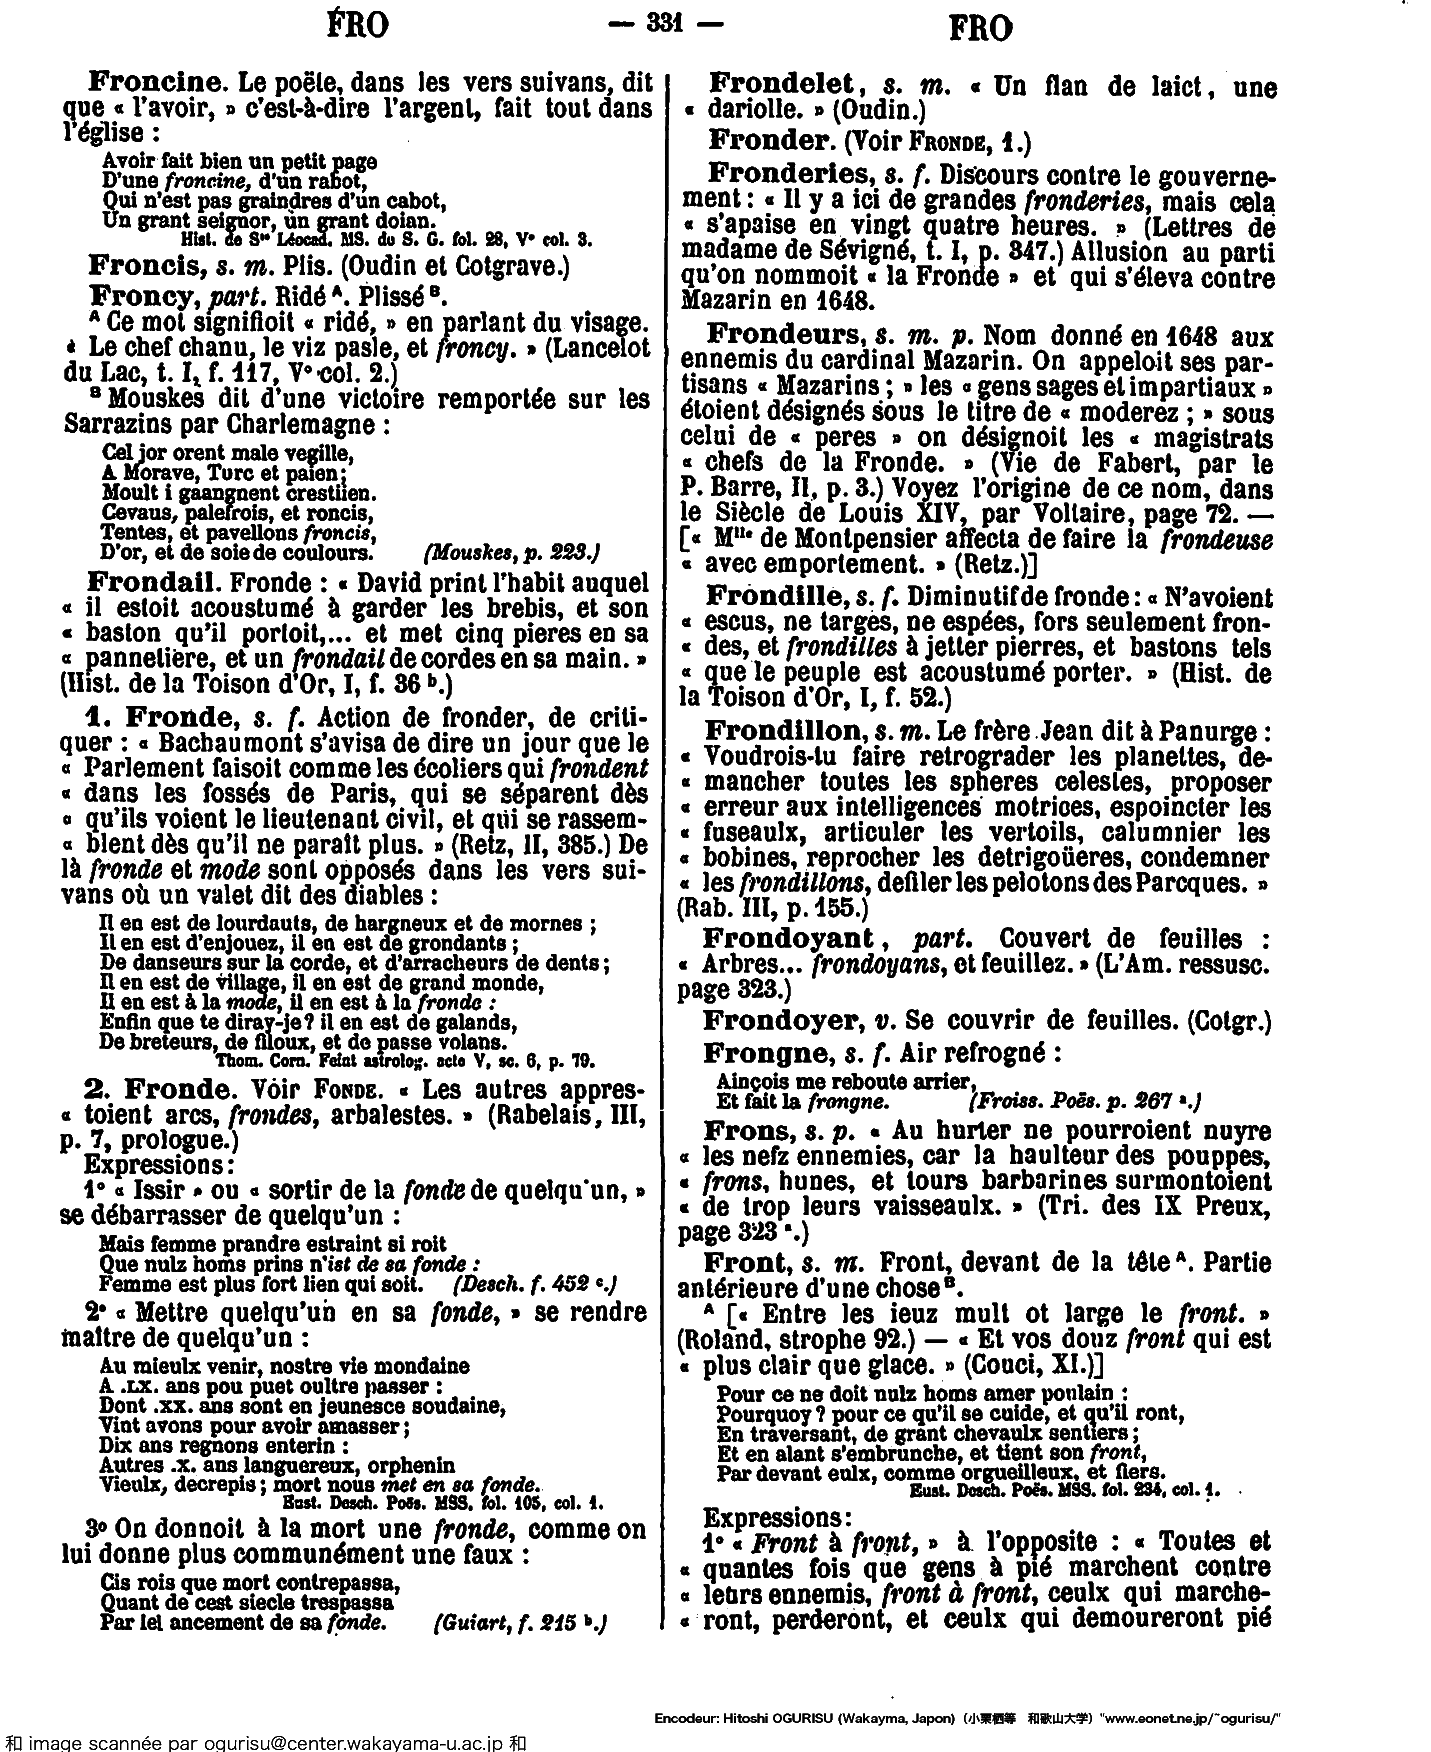 FRO — 331 — FRO
Froncine. Le poëte, dans les vers suivans, dit
que « l'avoir, » c'est-à-dire l'argent, fait tout dans
l'église :
Avoir fait bien un petit page
D'une froncine, d'un rabot,
Qui n'est pas graindres d'un cabot,
Un grant seignor, un grant doian.
Hist. de Ste Léocad. MS. du S. G. fol. 28, V° col. 3.
Froncis, s. m. Plis. (Oudin et Cotgrave.)
Froncy, part. Ridé A. Plissé B.
A Ce mot signifioit « ridé, » en parlant du visage.
« Le chef chanu, le viz pasle, et froncy. » (Lancelot
du Lac, t. I, f. 117, V° col. 2.)
B Mouskes dit d'une victoire remportée sur les
Sarrazins par Charlemagne :
Cel jor orent male vegille,
A Morave, Turc et paien;
Moult i gaangnent crestiien.
Cevaus, palefrois, et roncis,
Tentes, et pavellons froncis,
D'or, et de soie de coulours. (Mouskes, p. 223.)
Frondail. Fronde : « David print l'habit auquel
« il estoit acoustumé à garder les brebis, et son
« baston qu'il portoit,... et met cinq pieres en sa
« pannetière, et un frondail de cordes en sa main. »
(Hist. de la Toison d'Or, I, f. 36 b.)
1. Fronde, s. f. Action de fronder, de criti-
quer : « Bachaumont s'avisa de dire un jour que le
« Parlement faisoit comme les écoliers qui frondent
« dans les fossés de Paris, qui se séparent dès
« qu'ils voient le lieutenant civil, et qui se rassem-
« blent dès qu'il ne paraît plus. » (Retz, II, 385.) De
là fronde et mode sont opposés dans les vers sui-
vans où un valet dit des diables :
Il en est de lourdauts, de hargneux et de mornes ;
Il en est d'enjouez, il en est de grondants ;
De danseurs sur la corde, et d'arracheurs de dents ;
Il en est de village, il en est de grand monde,
Il en est à la mode, il en est à la fronde :
Enfin que te diray-je? il en est de galands,
De breteurs, de filoux, et de passe volans.
Thom. Corn. Feint astrolog. acte V, sc. 6, p. 79.
2. Fronde. Voir FONDE. « Les autres appres-
« toient arcs, frondes, arbalestes. » (Rabelais, III,
p. 7, prologue.)
Expressions :
1° « Issir » ou « sortir de la fonde de quelqu'un, »
se débarrasser de quelqu'un :
Mais femme prandre estraint si roit
Que nulz homs prins n'ist de sa fonde :
Femme est plus fort lien qui soit. (Desch. f. 452 c.)
2° « Mettre quelqu'un en sa fonde, » se rendre
maître de quelqu'un :
Au mieulx venir, nostre vie mondaine
A .LX. ans pou puet oultre passer :
Dont .XX. ans sont en jeunesce soudaine,
Vint avons pour avoir amasser ;
Dix ans regnons enterin :
Autres .X. ans languereux, orphenin
Vieulx, decrepis ; mort nous met en sa fonde.
Eust. Desch. Poës. MSS. fol. 105, col. 1.
3° On donnoit à la mort une fronde, comme on
lui donne plus communément une faux :
Cis rois que mort contrepassa,
Quant de cest siecle trespassa
Par lel ancement de sa fonde. (Guiart, f. 215 b.)
Frondelet, s. m. « Un flan de laict, une
« dariolle. » (Oudin.)
Fronder. (Voir FRONDE, 1.)
Fronderies, s. f. Discours contre le gouverne-
ment : « Il y a ici de grandes fronderies, mais cela
« s'apaise en vingt quatre heures. » (Lettres de
madame de Sévigné, t. I, p. 347.) Allusion au parti
qu'on nommoit « la Fronde » et qui s'éleva contre
Mazarin en 1648.
Frondeurs, s. m. p. Nom donné en 1648 aux
ennemis du cardinal Mazarin. On appeloit ses par-
tisans « Mazarins ; » les « gens sages et impartiaux »
étoient désignés sous le titre de « moderez ; » sous
celui de « peres » on désignoit les « magistrats
« chefs de la Fronde. » (Vie de Fabert, par le
P. Barre, II, p. 3.) Voyez l'origine de ce nom, dans
le Siècle de Louis XIV, par Voltaire, page 72. —
[« Mlle de Montpensier affecta de faire la frondeuse
« avec emportement. » (Retz.)]
Frondille, s. f. Diminutif de fronde : « N'avoient
« escus, ne targes, ne espées, fors seulement fron-
« des, et frondilles à jetter pierres, et bastons tels
« que le peuple est acoustumé porter. » (Hist. de
la Toison d'Or, I, f. 52.)
Frondillon, s. m. Le frère Jean dit à Panurge :
« Voudrois-tu faire retrograder les planettes, de-
« mancher toutes les spheres celestes, proposer
« erreur aux intelligences motrices, espoincter les
« fuseaulx, articuler les vertoils, calumnier les
« bobines, reprocher les detrigoüeres, condemner
« les frondillons, defiler les pelotons des Parcques. »
(Rab. III, p. 155.)
Frondoyant, part. Couvert de feuilles :
« Arbres... frondoyans, et feuillez. » (L'Am. ressusc.
page 323.)
Frondoyer, v. Se couvrir de feuilles. (Cotgr.)
Frongne, s. f. Air refrogné :
Ainçois me reboute arrier,
Et fait la frongne. (Froiss. Poës. p. 267 a.)
Frons, s. p. « Au hurter ne pourroient nuyre
« les nefz ennemies, car la haulteur des pouppes,
« frons, hunes, et tours barbarines surmontoient
« de trop leurs vaisseaulx. » (Tri. des IX Preux,
page 323 a.)
Front, s. m. Front, devant de la tête A. Partie
antérieure d'une chose B.
A [« Entre les ieuz mult ot large le front. »
(Roland, strophe 92.) — « Et vos douz front qui est
« plus clair que glace. » (Couci, XI.)]
Pour ce ne doit nulz homs amer poulain :
Pourquoy ? pour ce qu'il se cuide, et qu'il ront,
En traversant, de grant chevaulx sentiers ;
Et en alant s'embrunche, et tient son front,
Par devant eulx, comme orgueilleux, et fiers.
Eust. Desch. Poës. MSS. fol. 234, col. 1.
Expressions :
1° « Front à front, » à l'opposite : « Toutes et
« quantes fois que gens à pié marchent contre
« leurs ennemis, front à front, ceulx qui marche-
« ront, perderont, et ceulx qui demoureront pié
Encodeur: Hitoshi OGURISU (Wakayma, Japon) (小栗栖等 和歌山大学) "www.eonet.ne.jp/~ogurisu/"
和 image scannée par ogurisu@center.wakayama-u.ac.jp 和